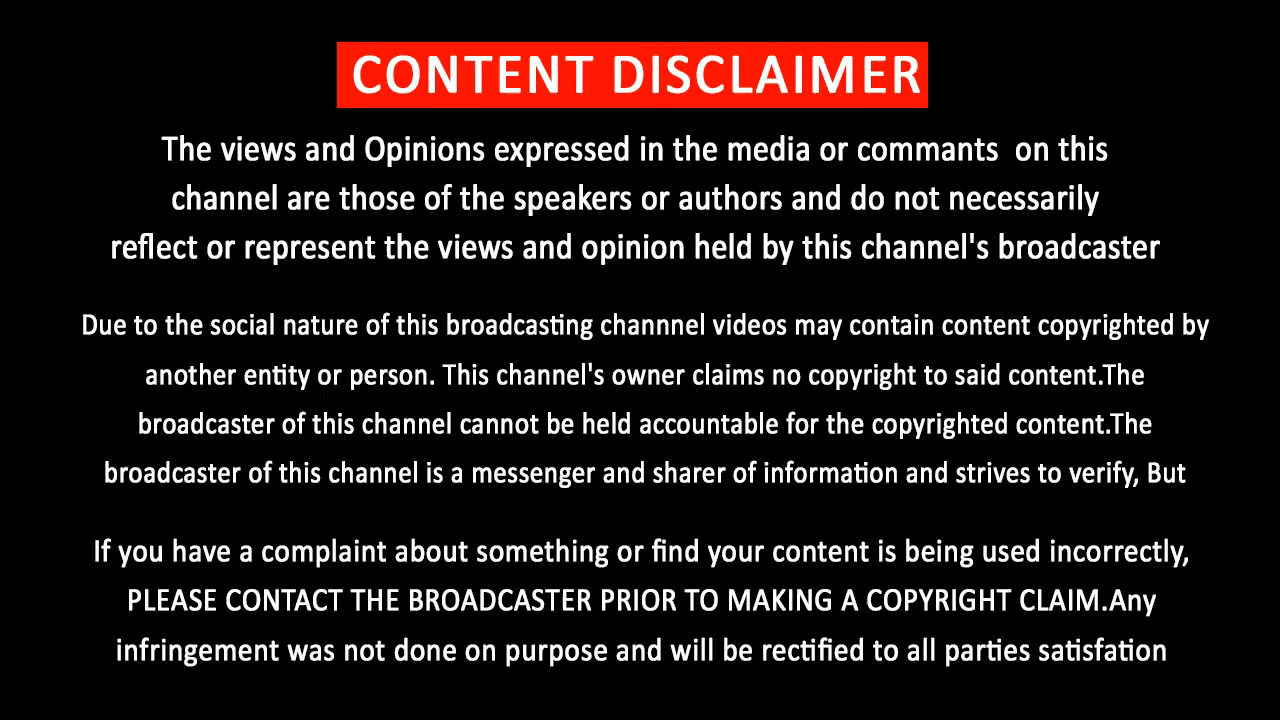 CONTENT DISCLAIMER
The views and Opinions expressed in the media or commants on this
channel are those of the speakers or authors and do not necessarily
reflect or represent the views and opinion held by this channel's broadcaster
Due to the social nature of this broadcasting channnel videos may contain content copyrighted by
another entity or person. This channel's owner claims no copyright to said content.The
broadcaster of this channel cannot be held accountable for the copyrighted content.The
broadcaster of this channel is a messenger and sharer of information and strives to verify, But
If you have a complaint about something or find your content is being used incorrectly,
PLEASE CONTACT THE BROADCASTER PRIOR TO MAKING A COPYRIGHT CLAIM.Any
infringement was not done on purpose and will be rectified to all parties satisfation